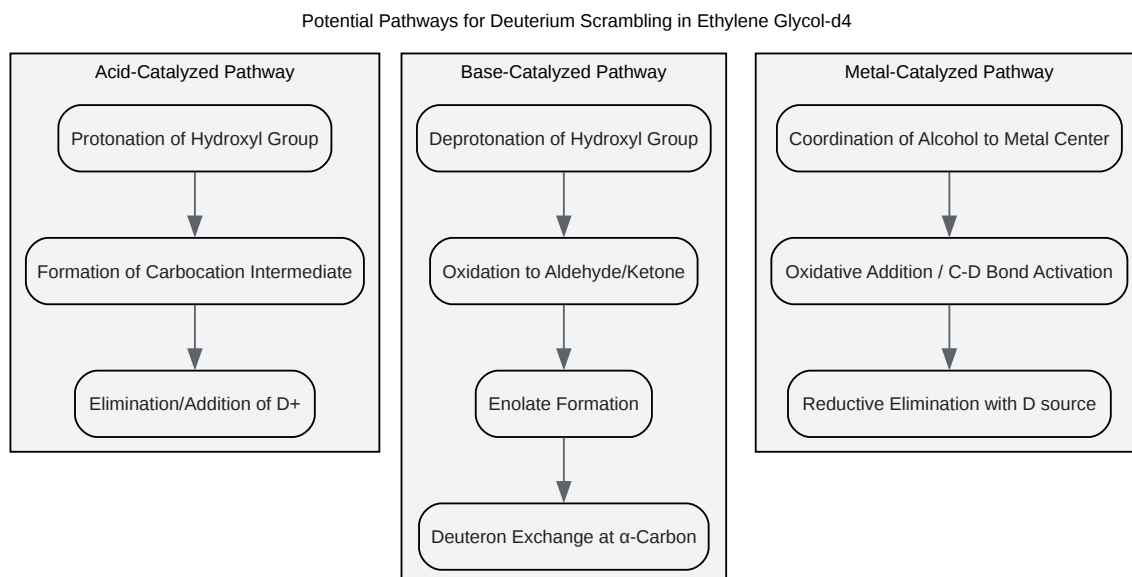 Potential Pathways for Deuterium Scrambling in Ethylene Glycol-d4
Acid-Catalyzed Pathway
Protonation of Hydroxyl Group
Formation of Carbocation Intermediate
Elimination/Addition of D+
Base-Catalyzed Pathway
Deprotonation of Hydroxyl Group
Oxidation to Aldehyde/Ketone
Enolate Formation
Deuteron Exchange at α-Carbon
Metal-Catalyzed Pathway
Coordination of Alcohol to Metal Center
Oxidative Addition / C-D Bond Activation
Reductive Elimination with D source